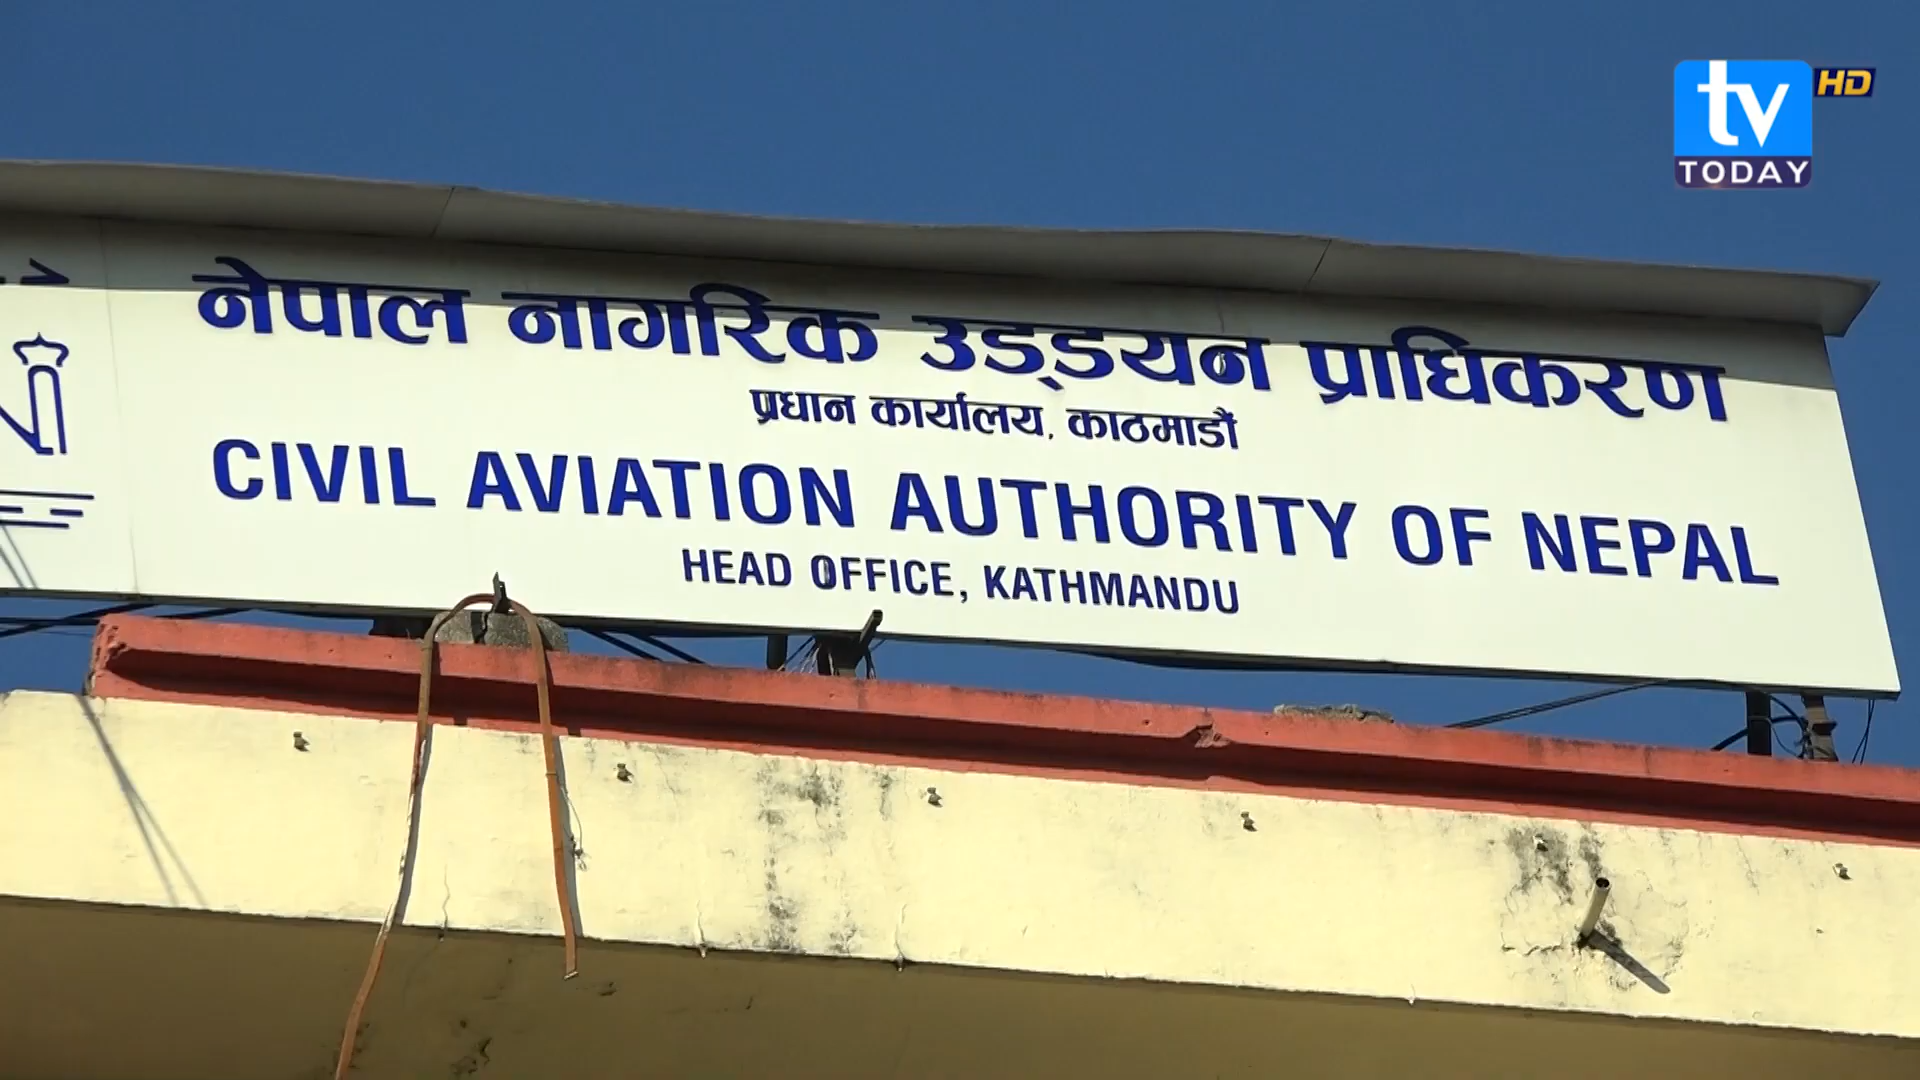 tv HD
TODAY
नेपाल नागरिक उड्डयन प्राधिकरण
प्रधान कार्यालय, काठमाडौं
CIVIL AVIATION AUTHORITY OF NEPAL
HEAD OFFICE, KATHMANDU